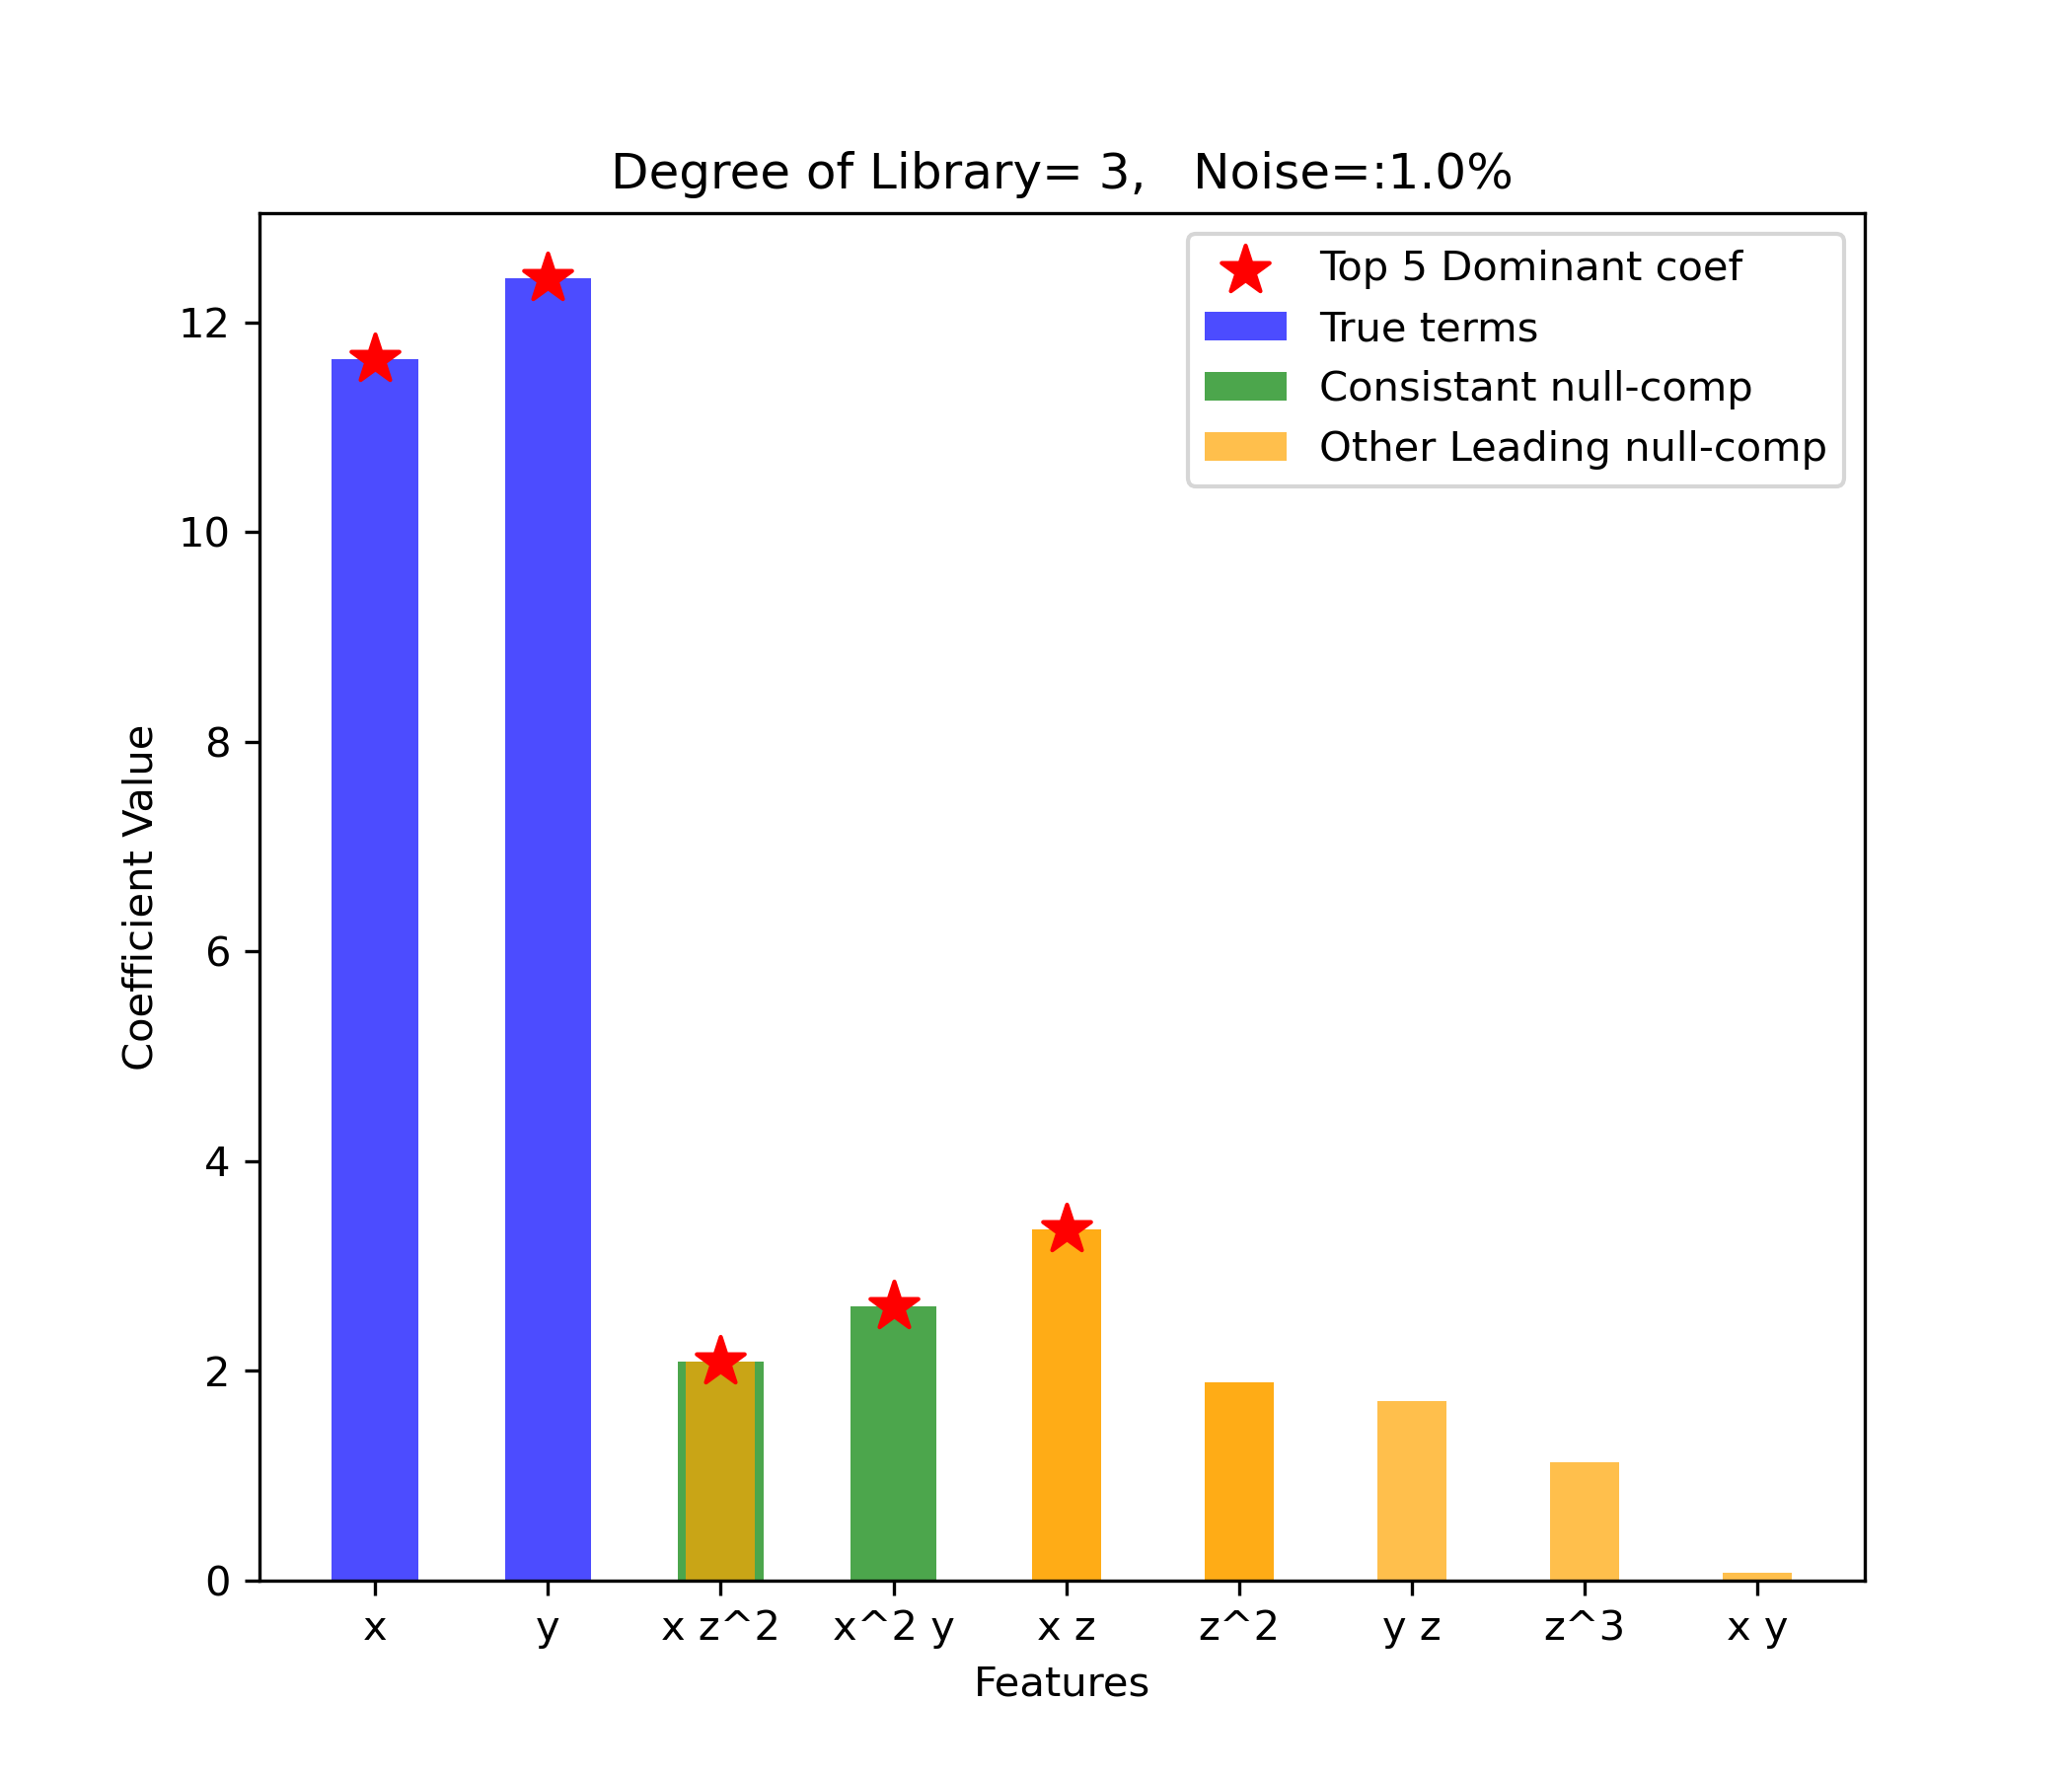 Degree of Library= 3,   Noise=:1.0%
Top 5 Dominant coef
True terms
Consistant null-comp
Other Leading null-comp
12
10
8
6
4
2
0
Coefficient Value
x y x z^2 x^2 y x z z^2 y z z^3 x y
Features